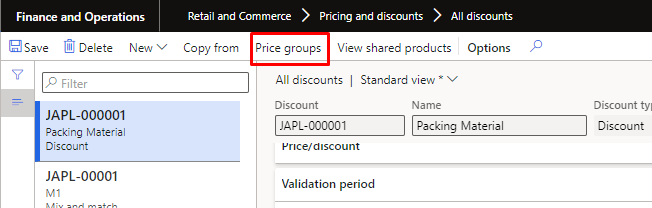 Finance and Operations
Retail and Commerce > Pricing and discounts > All discounts
Save Delete New Copy from Price groups View shared products Options
Filter
JAPL-000001
Packing Material
Discount
JAPL-00001
M1
Mix and match
All discounts | Standard view *
Discount Name Discount typ
JAPL-000001 Packing Material Discount
Price/discount
Validation period